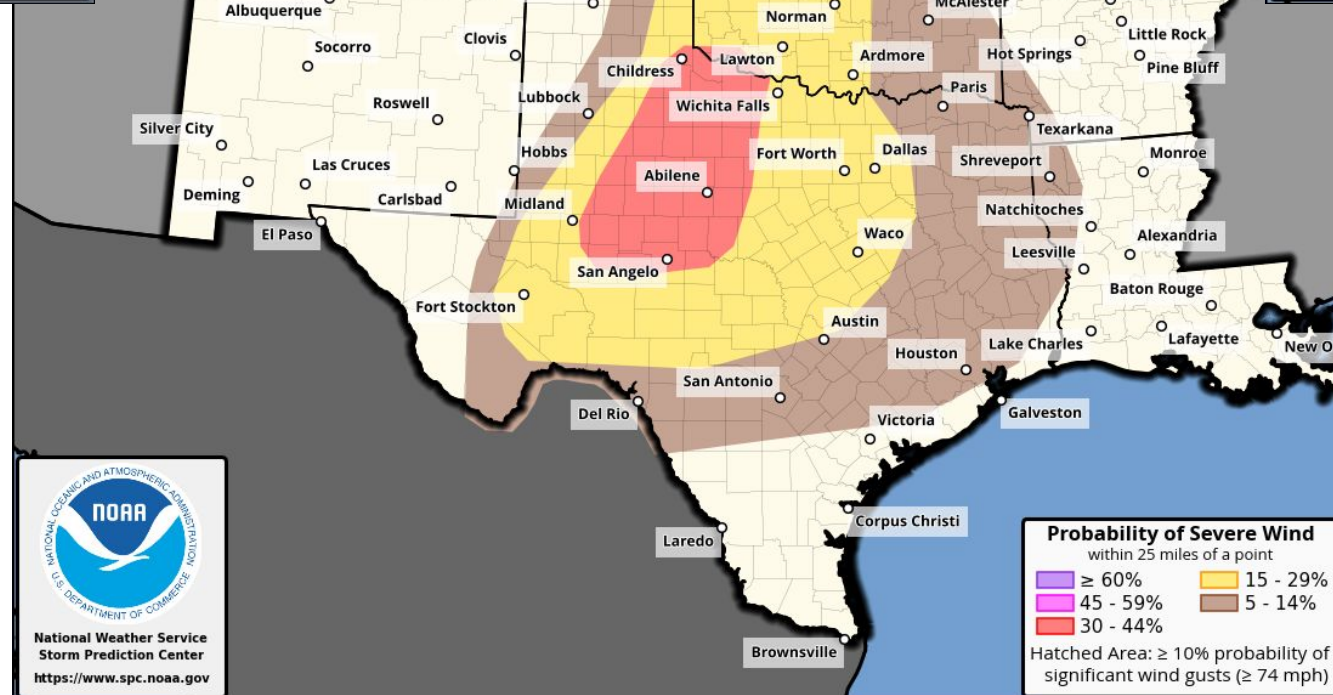 McAlester
Albuquerque
Norman
Little Rock
Socorro
Clovis
Hot Springs
Lawton
Ardmore
Pine Bluff
Childress
Paris
Roswell
Lubbock
Wichita Falls
Silver City
Texarkana
Hobbs
Fort Worth
Dallas
Monroe
Las Cruces
Shreveport
Abilene
Deming
Carlsbad
Midland
Natchitoches
El Paso
Waco
Alexandria
San Angelo
Leesville
Baton Rouge
Fort Stockton
Austin
Lafayette
Lake Charles
New O
Houston
San Antonio
Del Rio
Victoria
Galveston
Corpus Christi
Laredo
Brownsville
NATIONAL OCEANIC AND ATMOSPHERIC ADMINISTRATION
NOAA
U.S. DEPARTMENT OF COMMERCE
National Weather Service
Storm Prediction Center
https://www.spc.noaa.gov
Probability of Severe Wind
within 25 miles of a point
≥ 60% 15 - 29%
45 - 59% 5 - 14%
30 - 44%
Hatched Area: ≥ 10% probability of
significant wind gusts (≥ 74 mph)